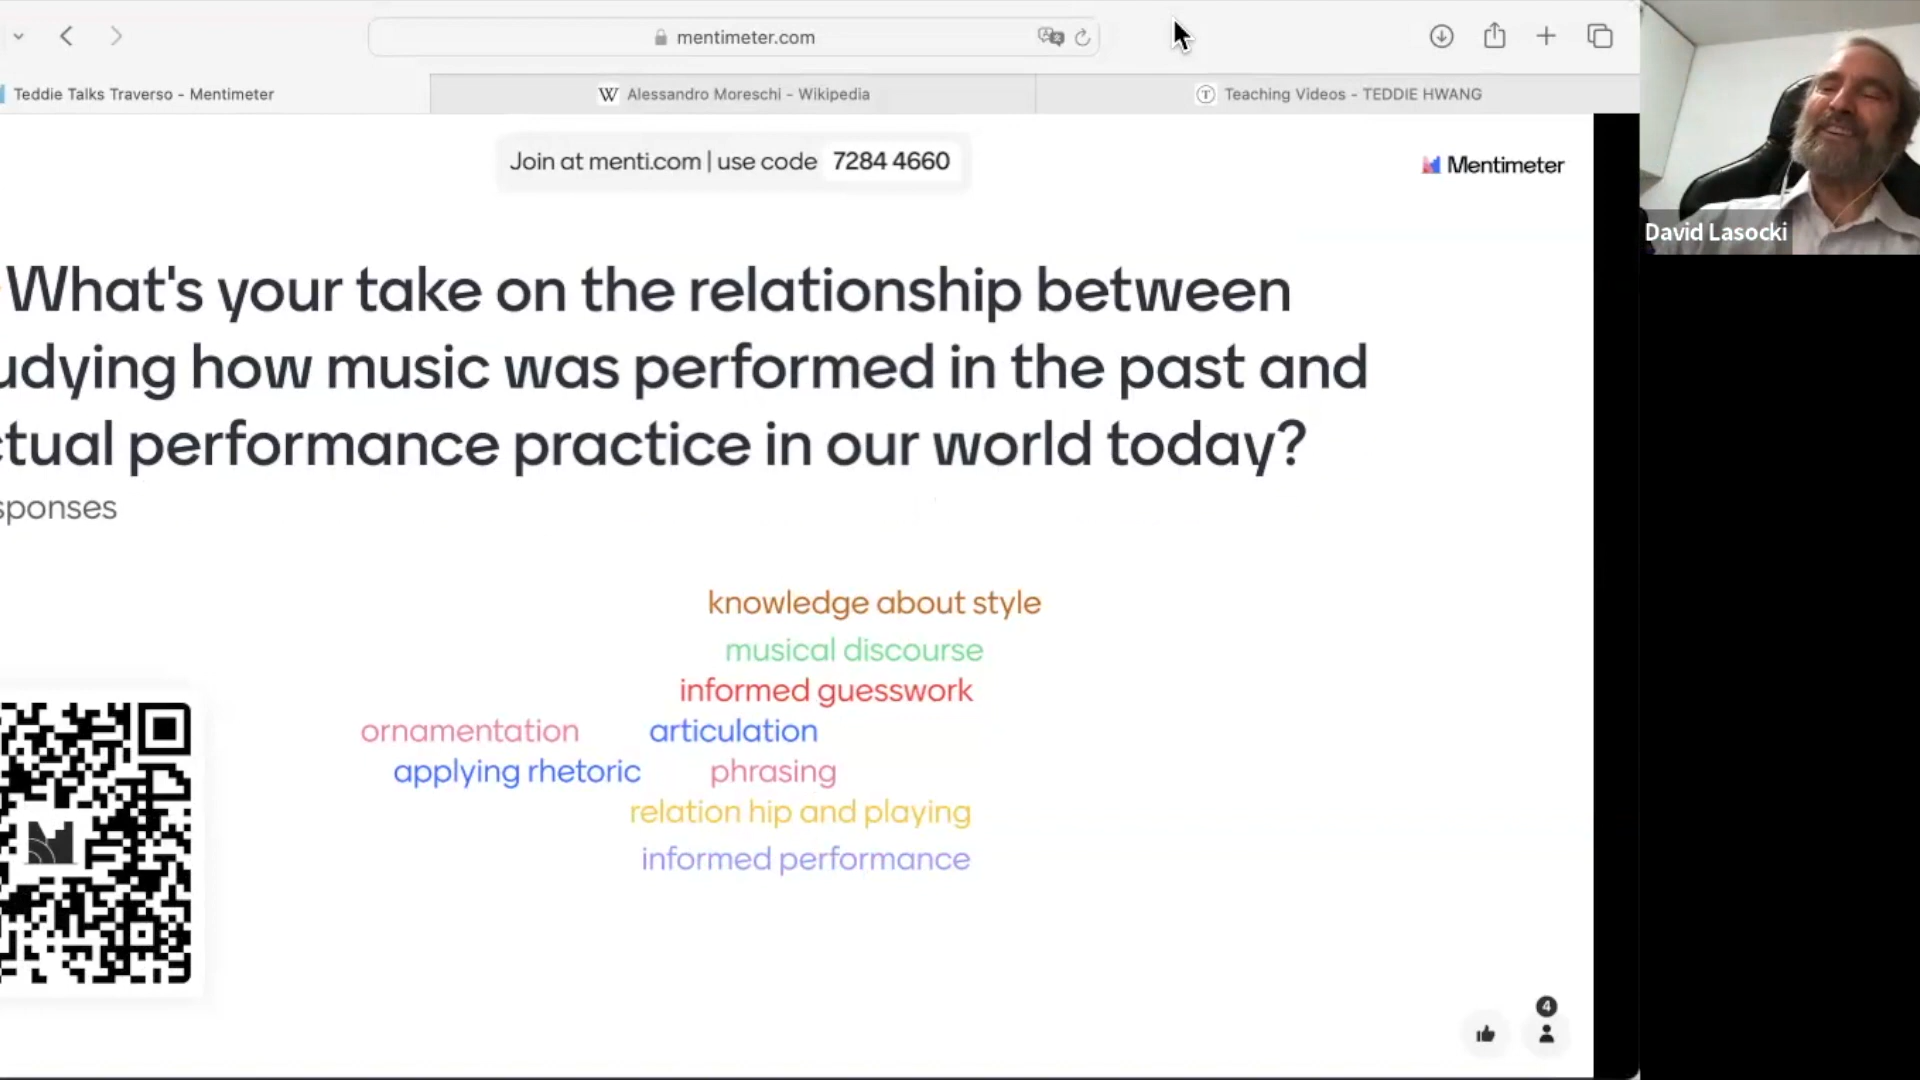 mentimeter.com
Teddie Talks Traverso - Mentimeter
Alessandro Moreschi - Wikipedia
Teaching Videos - TEDDIE HWANG
Join at menti.com | use code 7284 4660
Mentimeter
David Lasocki
What's your take on the relationship between
udying how music was performed in the past and
ctual performance practice in our world today?
sponses
knowledge about style
musical discourse
informed guesswork
ornamentation articulation
applying rhetoric phrasing
relation hip and playing
informed performance
4